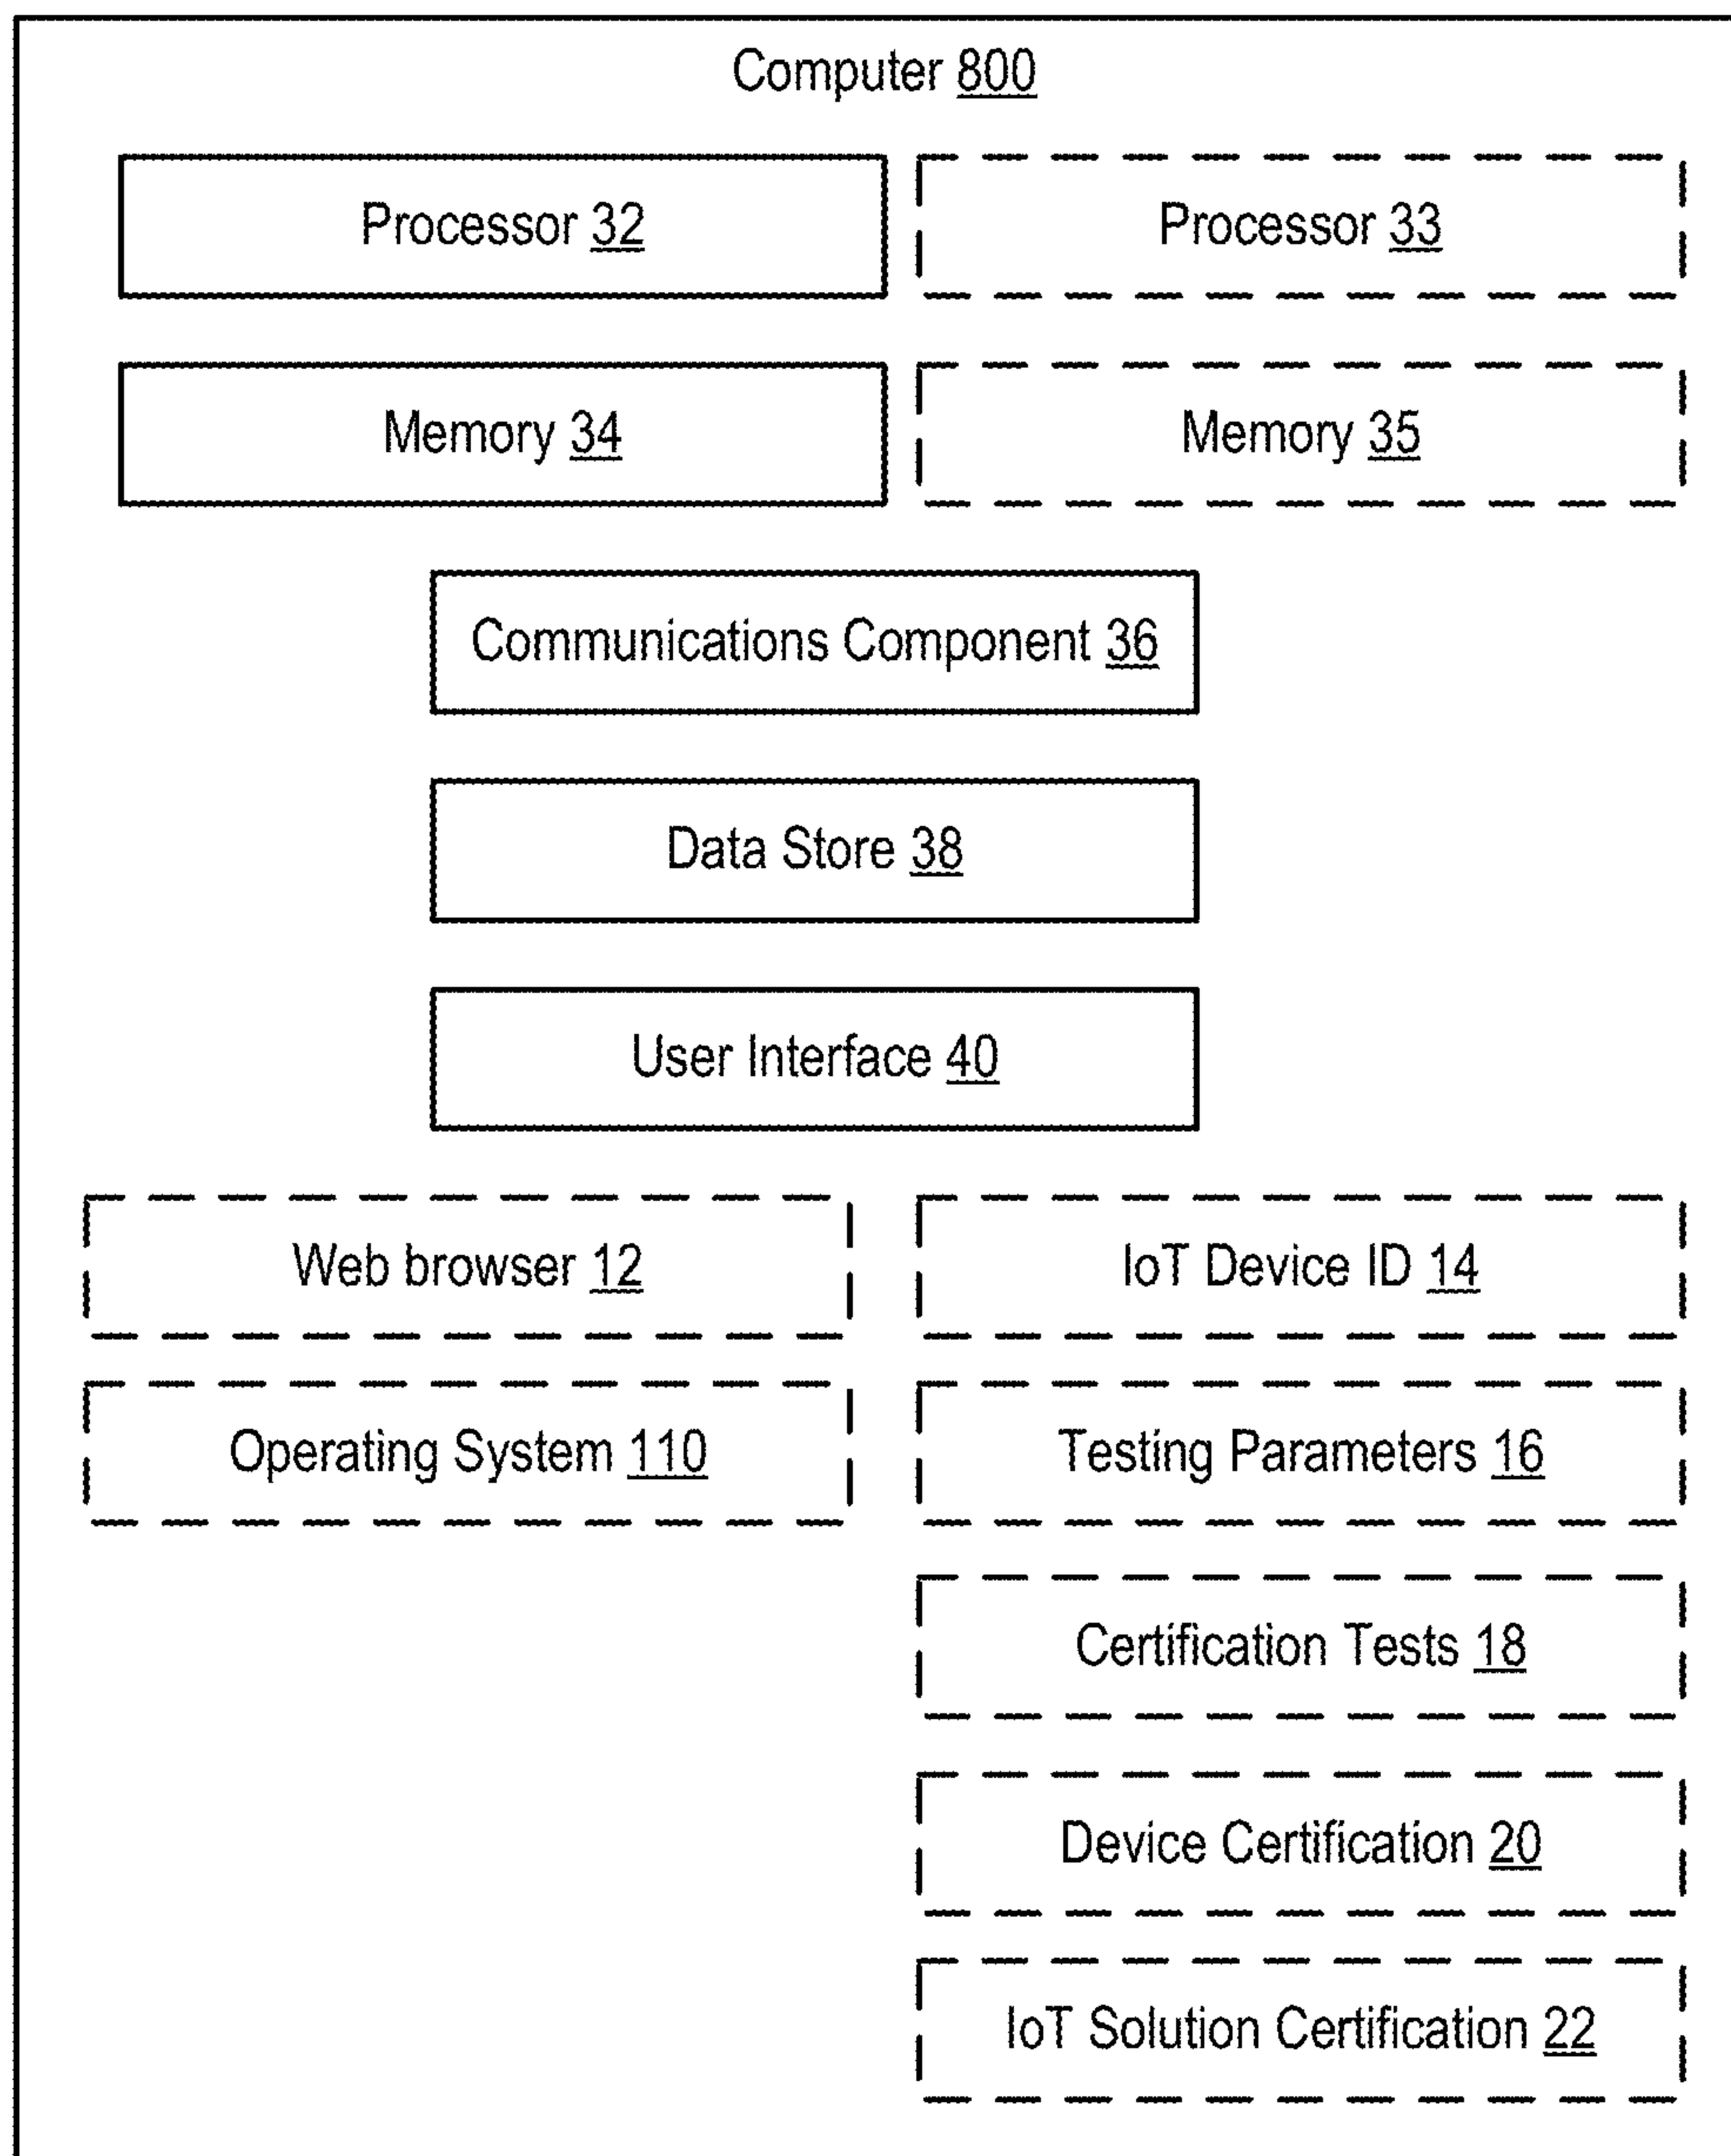 Computer 800
Processor 32
Processor 33
Memory 34
Memory 35
Communications Component 36
Data Store 38
User Interface 40
Web browser 12
IoT Device ID 14
Operating System 110
Testing Parameters 16
Certification Tests 18
Device Certification 20
IoT Solution Certification 22